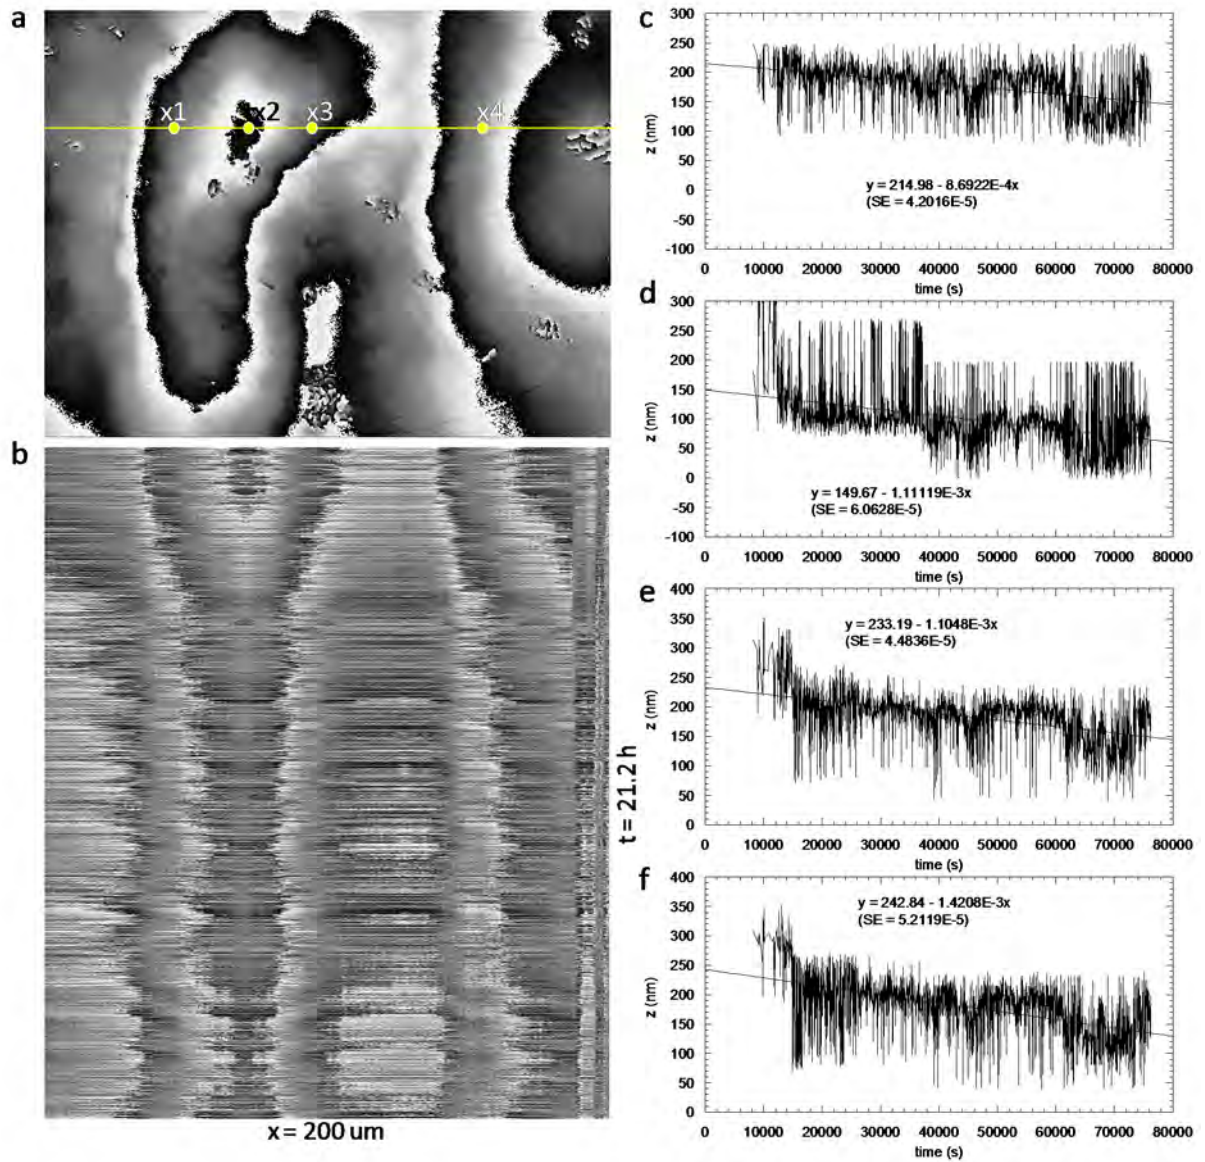 a
x1
x2
x3
x4
b
x = 200 um
t = 21.2 h
c
300
250
200
150
100
50
0
-50
-100
z (nm)
y = 214.98 - 8.6922E-4x
(SE = 4.2016E-5)
0 10000 20000 30000 40000 50000 60000 70000 80000
time (s)
d
300
250
200
150
100
50
0
-50
-100
z (nm)
y = 149.67 - 1.11119E-3x
(SE = 6.0628E-5)
0 10000 20000 30000 40000 50000 60000 70000 80000
time (s)
e
400
350
300
250
200
150
100
50
0
z (nm)
y = 233.19 - 1.1048E-3x
(SE = 4.4836E-5)
0 10000 20000 30000 40000 50000 60000 70000 80000
time (s)
f
400
350
300
250
200
150
100
50
0
z (nm)
y = 242.84 - 1.4208E-3x
(SE = 5.2119E-5)
0 10000 20000 30000 40000 50000 60000 70000 80000
time (s)